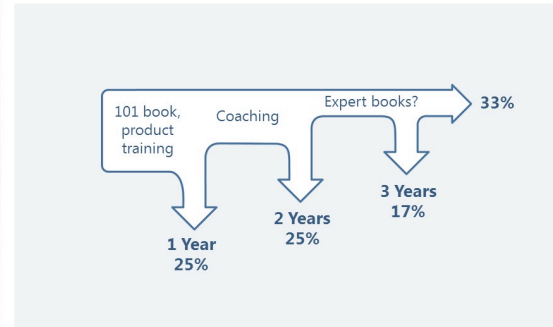 101 book,
product
training
Coaching
Expert books?
33%
1 Year
25%
2 Years
25%
3 Years
17%